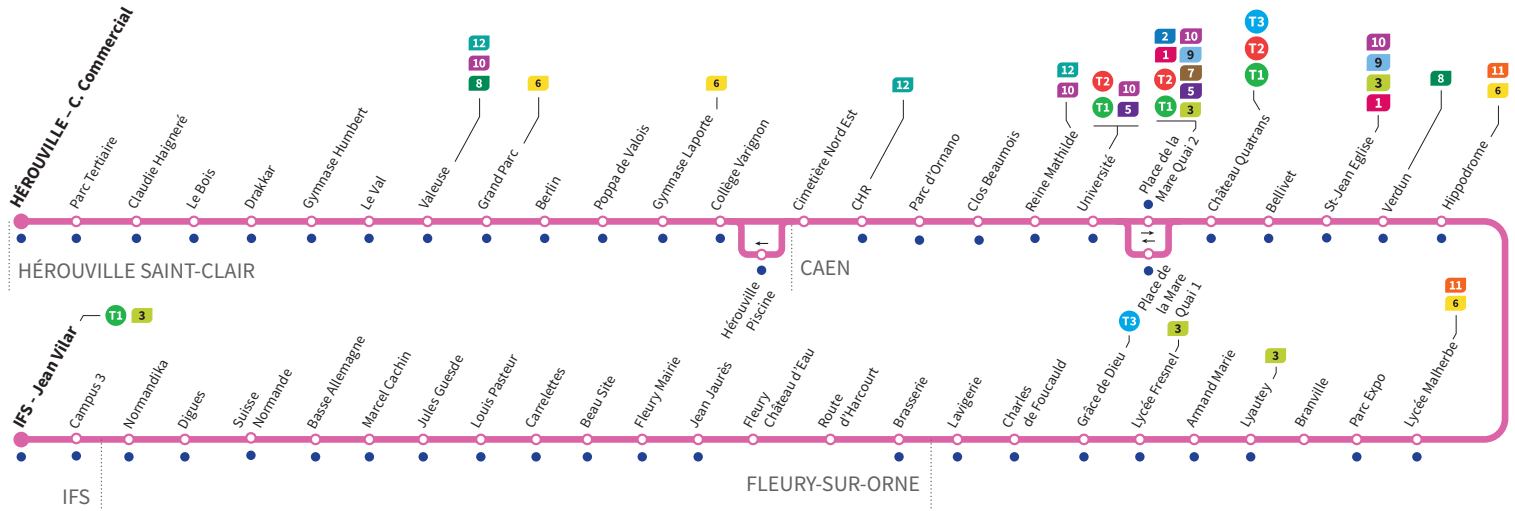 HÉROUVILLE – C. Commercial
Parc Tertiaire
Claudie Haigneré
Le Bois
Drakkar
Gymnase Humbert
Le Val
Valeuse
12
10
8
Grand Parc
6
Berlin
Poppa de Valois
Gymnase Laporte
6
Collège Varignon
Hérouville
Piscine
Cimetière Nord Est
CHR
12
Parc d'Ornano
Clos Beaumois
Reine Mathilde
12
10
Université
T2 10
T1 5
Place de la
Mare Quai 2
2 10
1 9
T2 7
5
T1 3
Place de
la Mare
Quai 1
Château Quatrans
T3
T2
T1
Bellivet
St-Jean Eglise
10
9
3
1
Verdun
8
Hippodrome
11
6
HÉROUVILLE SAINT-CLAIR
CAEN
IFS - Jean Vilar
T1 3
Campus 3
Normandika
Digues
Suisse
Normande
Basse Allemagne
Marcel Cachin
Jules Guesde
Louis Pasteur
Carrelettes
Beau Site
Fleury Mairie
Jean Jaurès
Fleury
Château d'Eau
Route
d'Harcourt
Brasserie
Lavigerie
Charles
de Foucauld
Grâce de Dieu
T3
Lycée Fresnel
3
Armand Marie
Lyautey
3
Branville
Parc Expo
Lycée Malherbe
11
6
IFS
FLEURY-SUR-ORNE